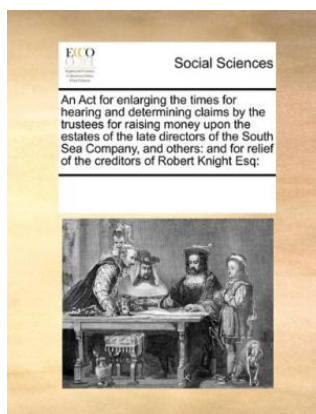 ECCO
Social Sciences
An Act for enlarging the times for
hearing and determining claims by the
trustees for raising money upon the
estates of the late directors of the South
Sea Company, and others: and for relief
of the creditors of Robert Knight Esq: